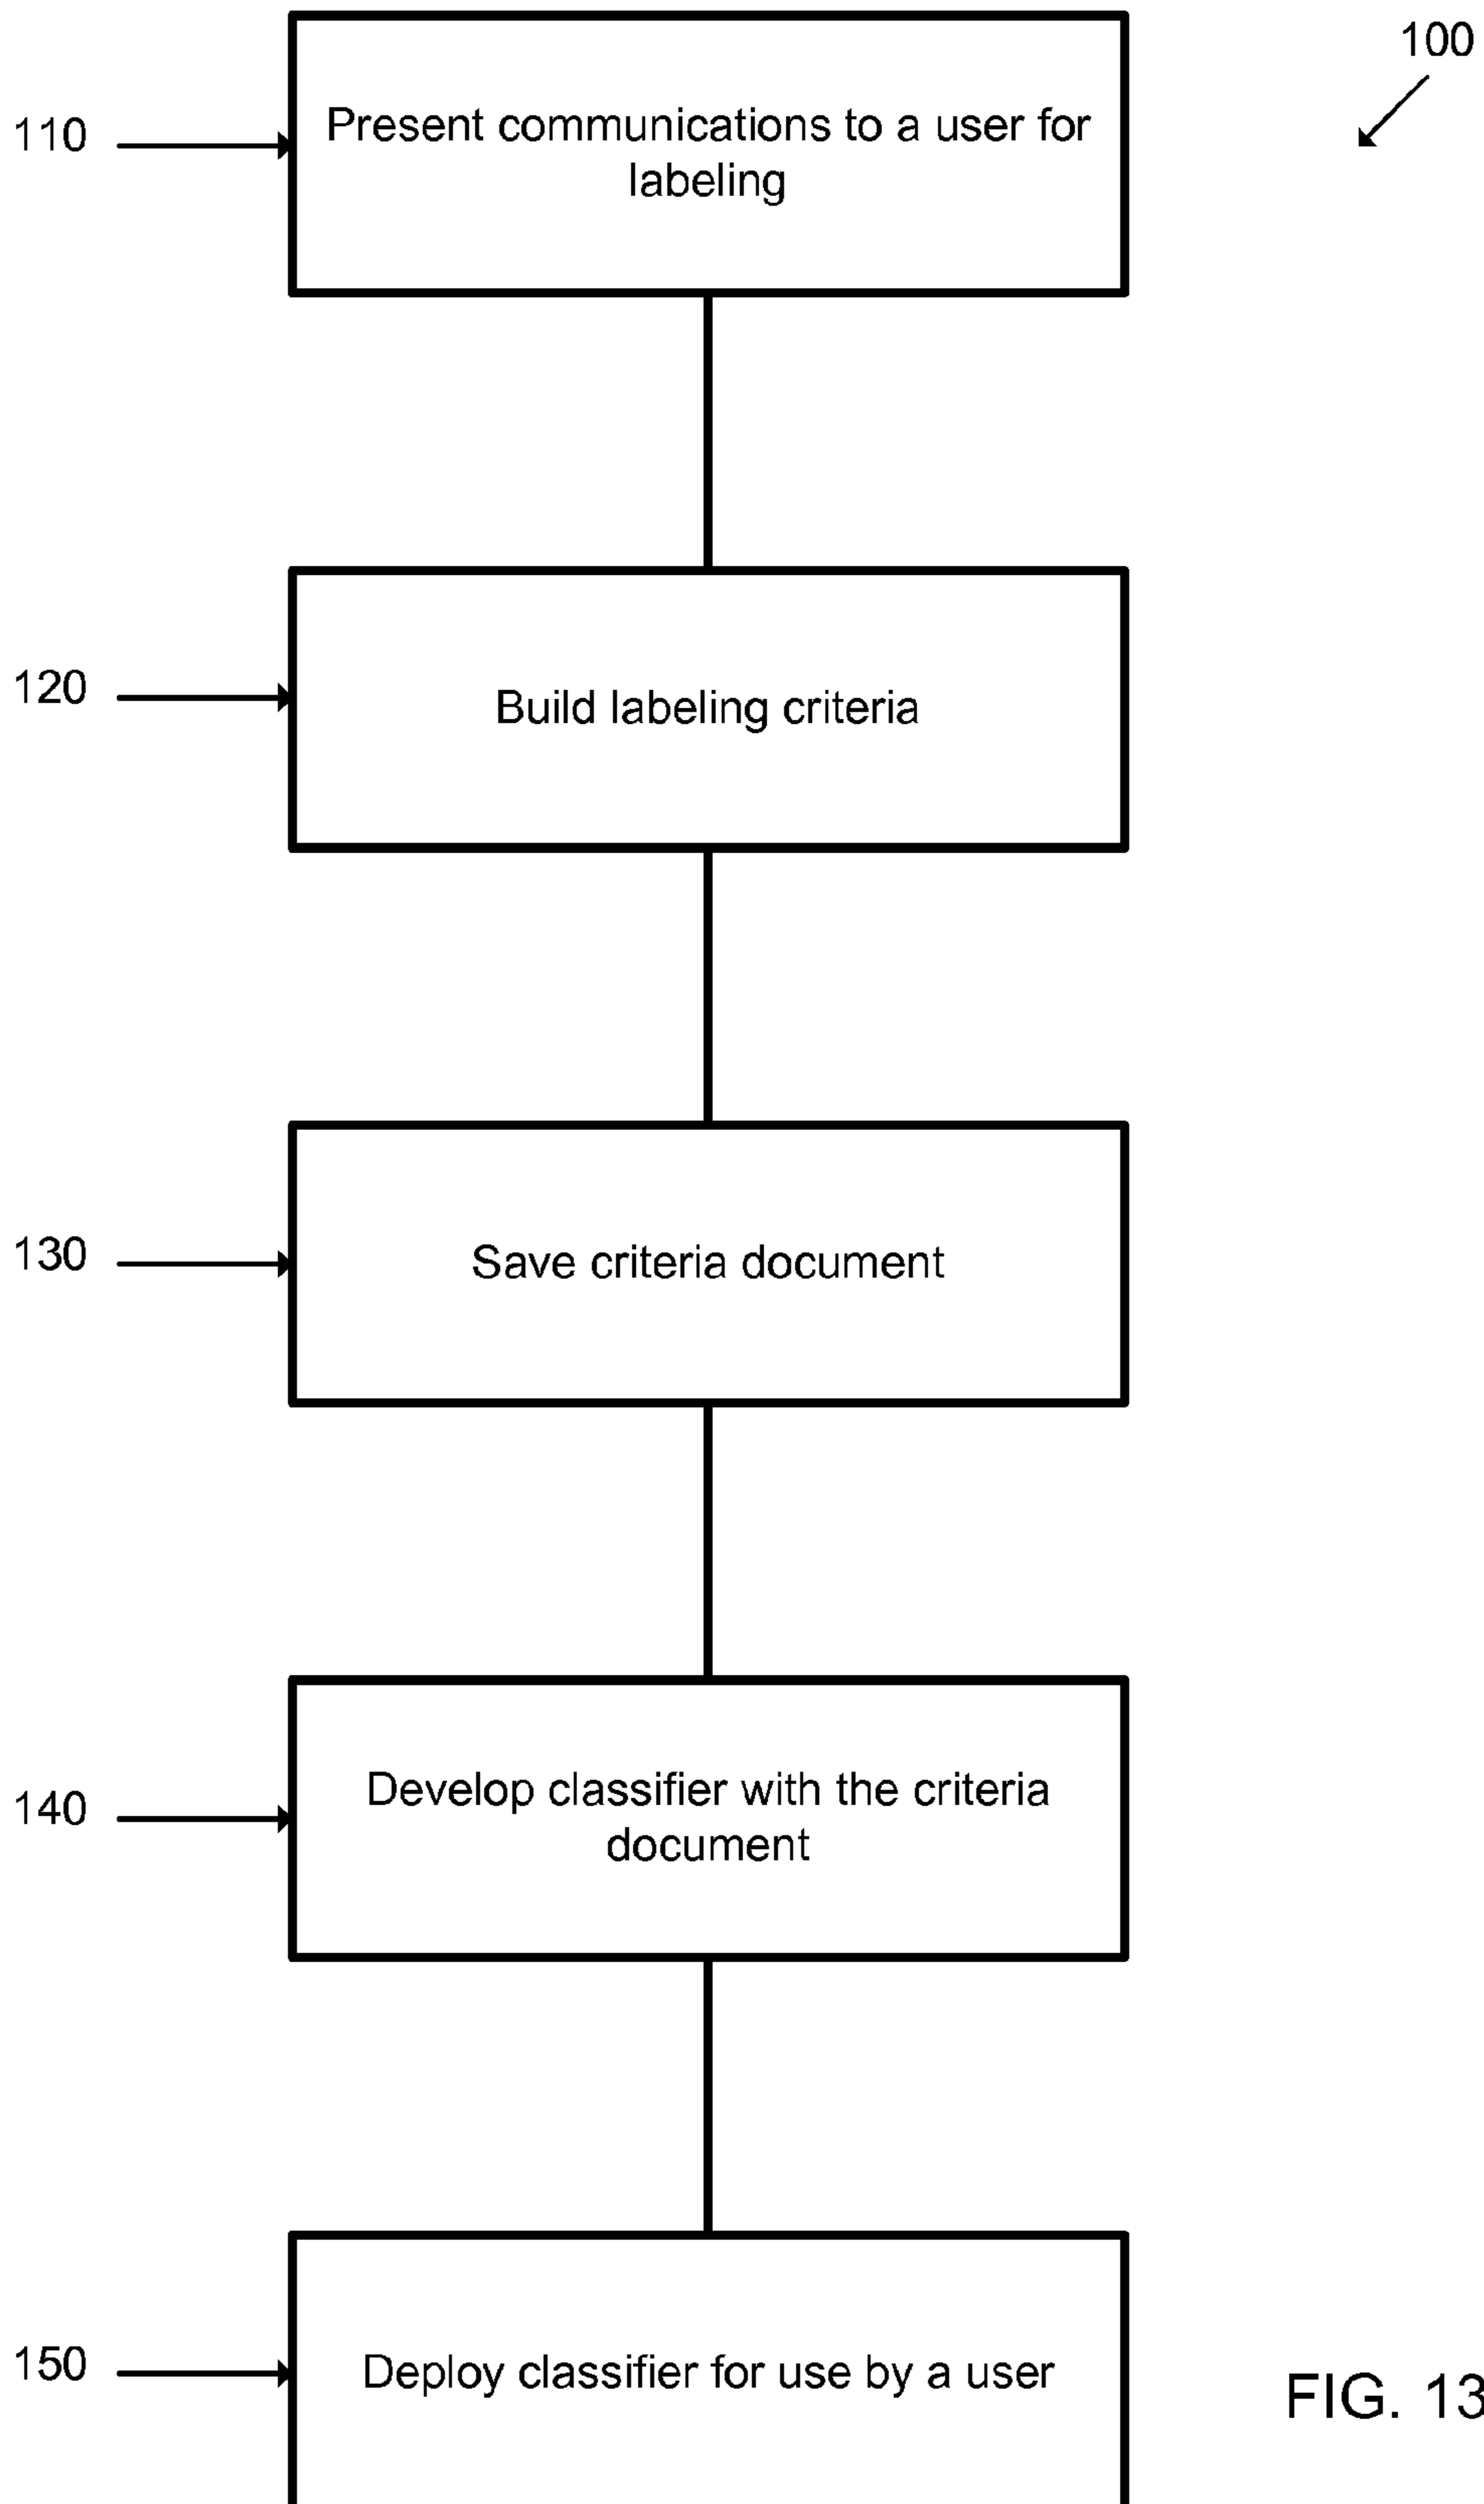 100
110
Present communications to a user for
labeling
120
Build labeling criteria
130
Save criteria document
140
Develop classifier with the criteria
document
150
Deploy classifier for use by a user
FIG. 13